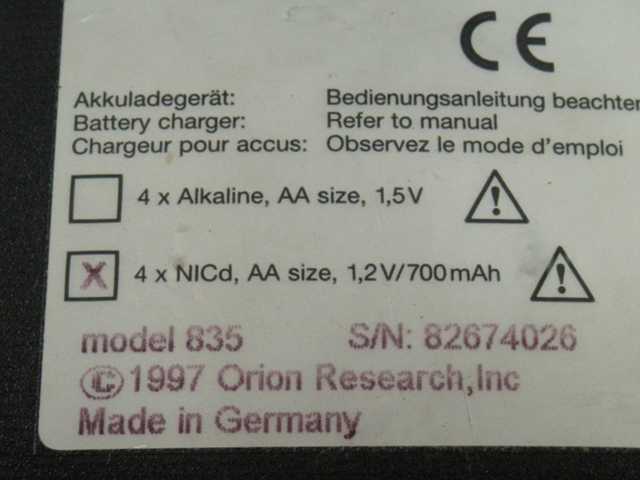 CE
Akkuladegerät: Bedienungsanleitung beachten
Battery charger: Refer to manual
Chargeur pour accus: Observez le mode d'emploi
4 x Alkaline, AA size, 1,5V
X 4 x NICd, AA size, 1,2V/700mAh
model 835 S/N: 82674026
© 1997 Orion Research,Inc
Made in Germany